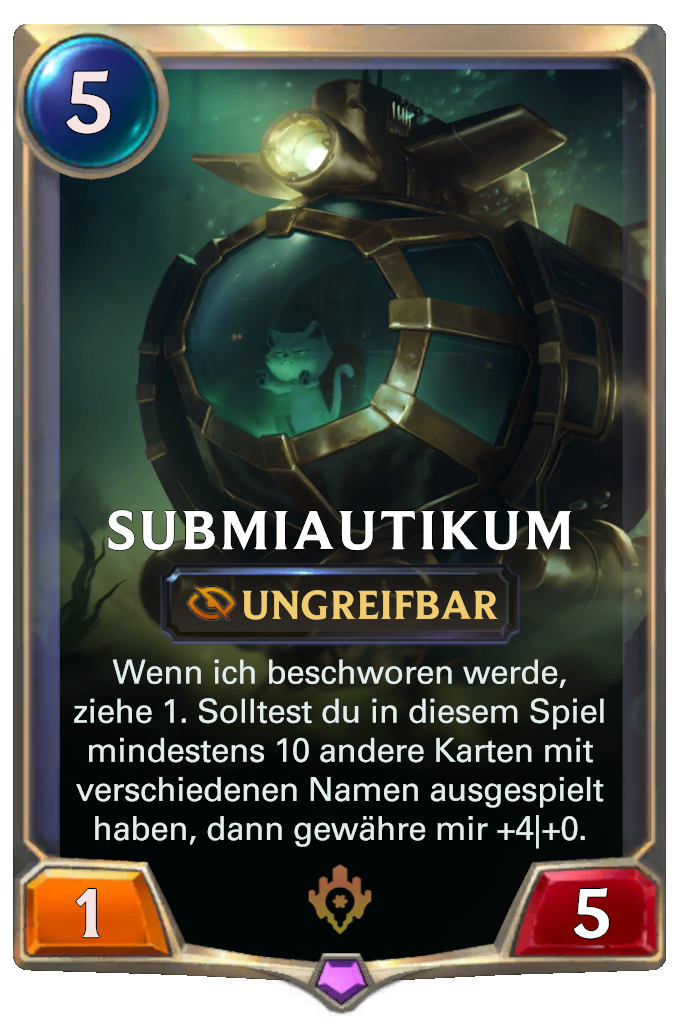 5
SUBMIAUTIKUM
UNGREIFBAR
Wenn ich beschworen werde,
ziehe 1. Solltest du in diesem Spiel
mindestens 10 andere Karten mit
verschiedenen Namen ausgespielt
haben, dann gewähre mir +4|+0.
1
5